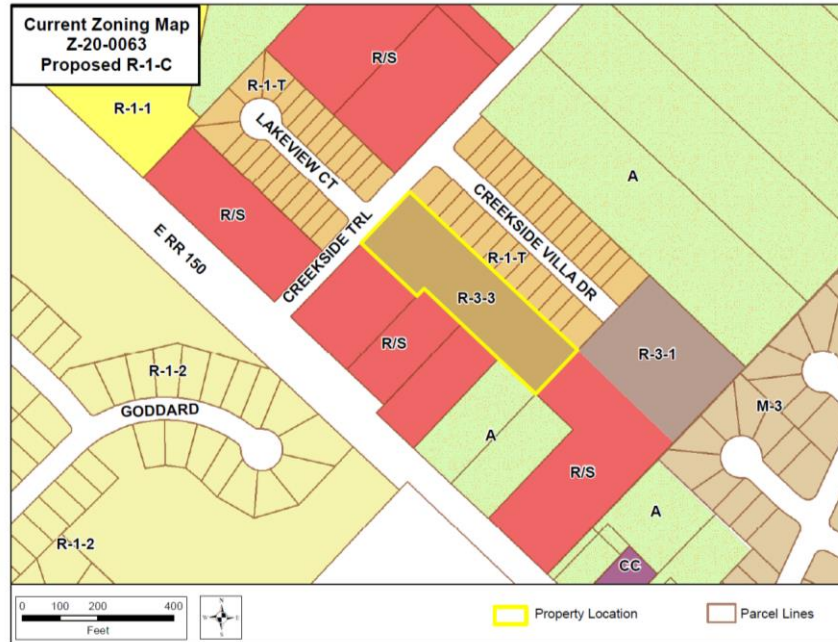 Current Zoning Map
Z-20-0063
Proposed R-1-C
R/S
R-1-T
R-1-1
LAKEVIEW CT
A
R/S
CREEKSIDE VILLA DR
E RR 150
CREEKSIDE TRL
R-1-T
R-3-3
R/S
R-3-1
R-1-2
M-3
GODDARD
A
R/S
A
R-1-2
CC
0 100 200 400
Feet
N
Property Location
Parcel Lines